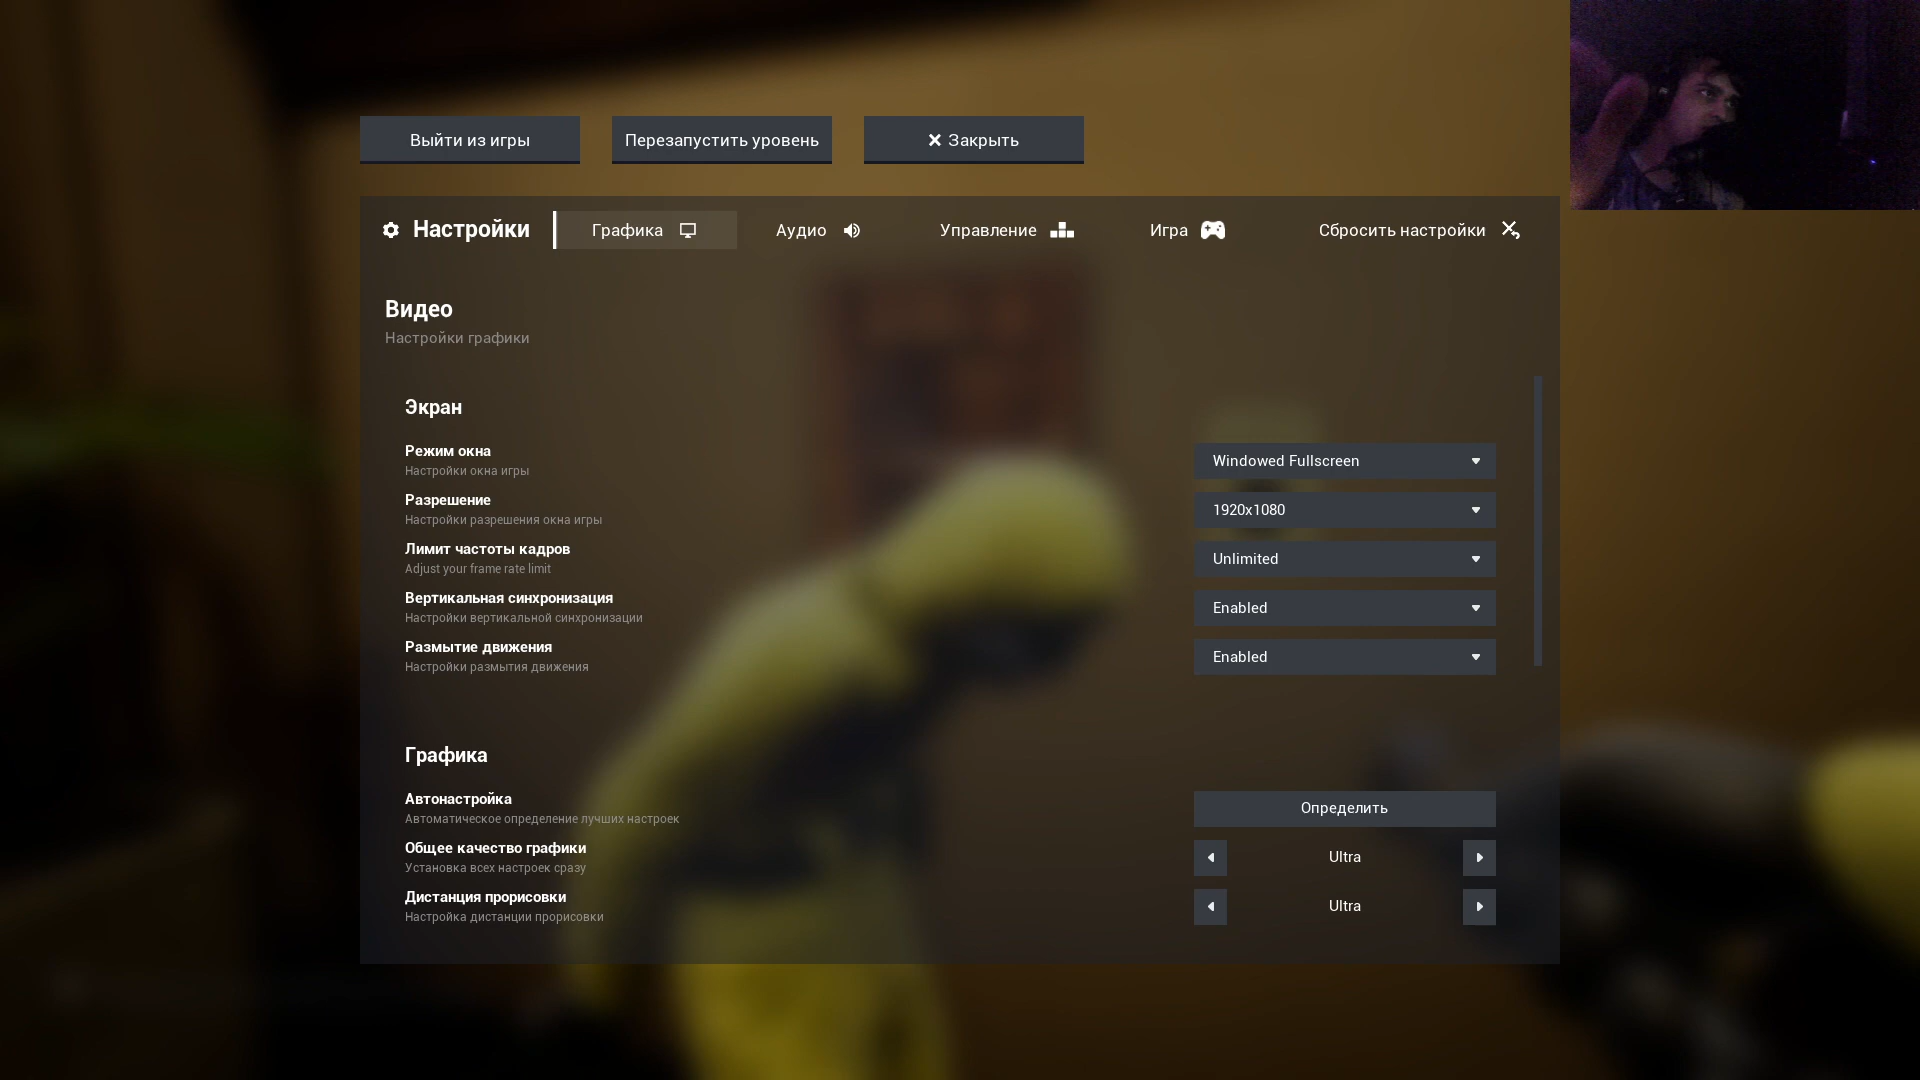 Выйти из игры
Перезапустить уровень
Закрыть
Настройки
Графика
Аудио
Управление
Игра
Сбросить настройки
Видео
Настройки графики
Экран
Режим окна
Настройки окна игры
Windowed Fullscreen
Разрешение
Настройки разрешения окна игры
1920x1080
Лимит частоты кадров
Adjust your frame rate limit
Unlimited
Вертикальная синхронизация
Настройки вертикальной синхронизации
Enabled
Размытие движения
Настройки размытия движения
Enabled
Графика
Автонастройка
Автоматическое определение лучших настроек
Определить
Общее качество графики
Установка всех настроек сразу
Ultra
Дистанция прорисовки
Настройка дистанции прорисовки
Ultra